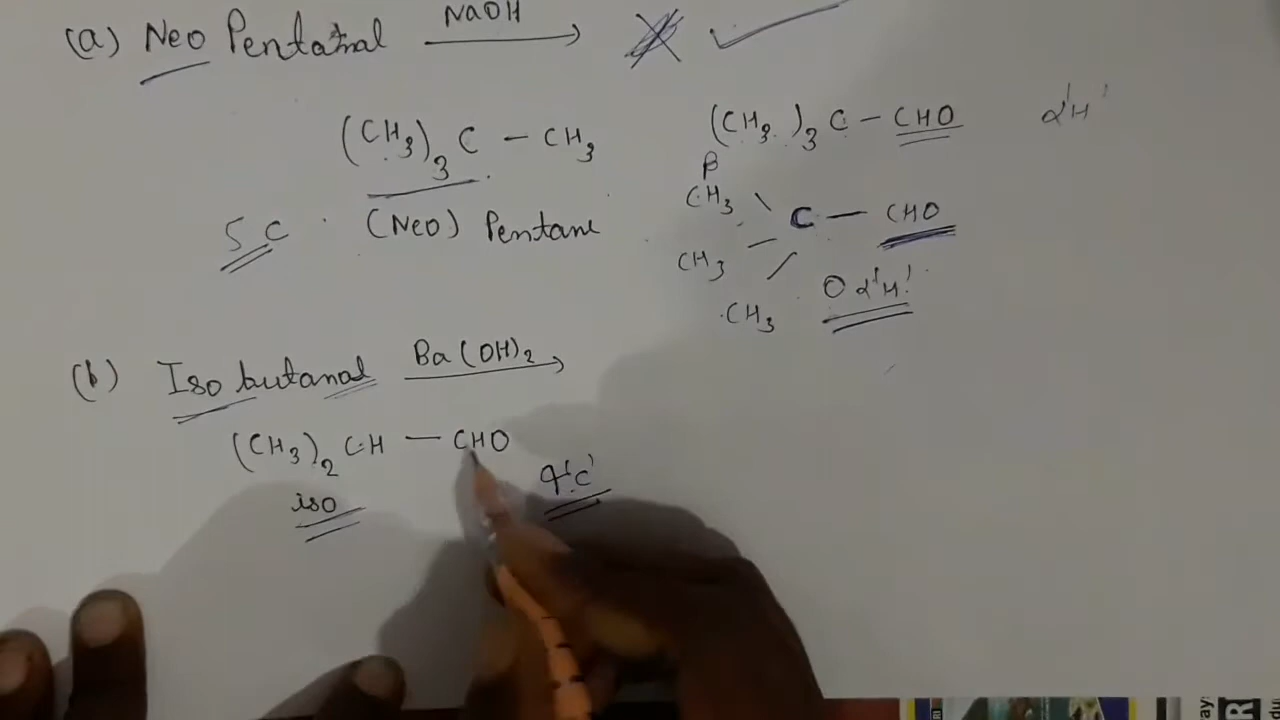 (a) Neo Pentanal NaOH ⟶
(CH3)3 C – CH3
(CH3)3 C – CHO α'H'
β
CH3
C – CHO
CH3
CH3
0 α'H'
5C (Neo) Pentane
(b) Iso butanal Ba(OH)2 ⟶
(CH3)2 CH – CHO
iso
4'C'